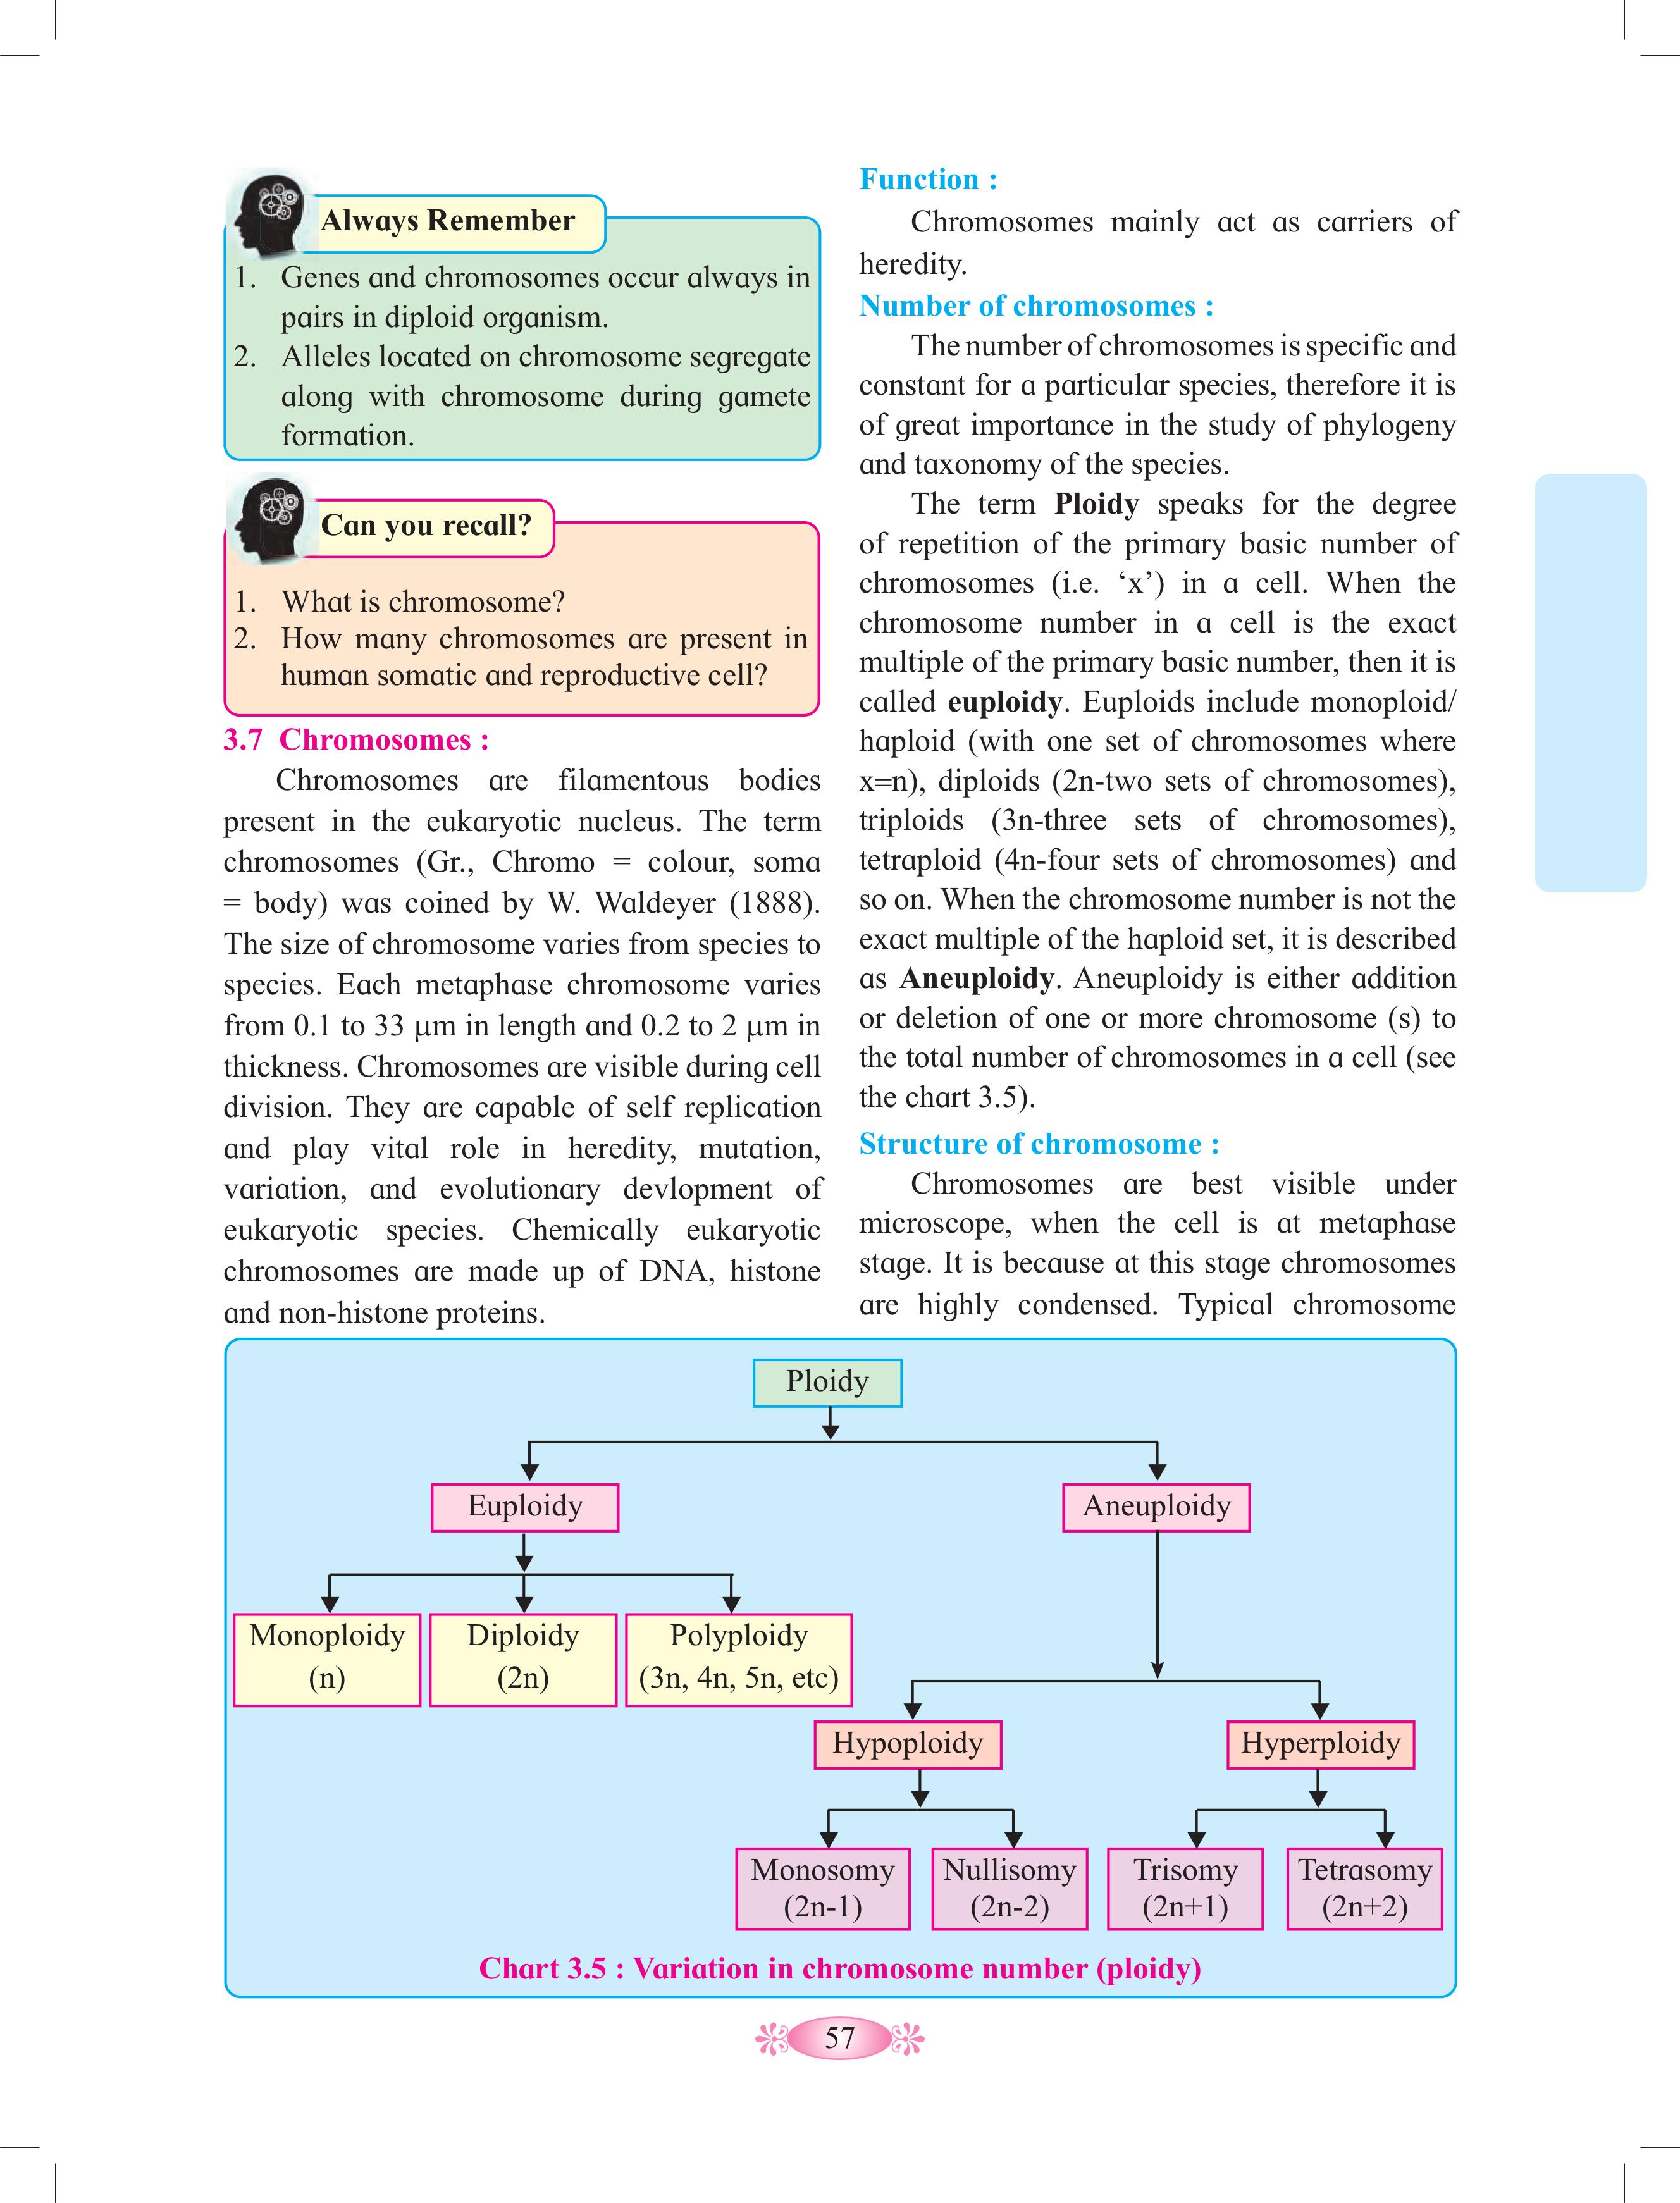 Always Remember
1. Genes and chromosomes occur always in
pairs in diploid organism.
2. Alleles located on chromosome segregate
along with chromosome during gamete
formation.
Can you recall?
1. What is chromosome?
2. How many chromosomes are present in
human somatic and reproductive cell?
3.7 Chromosomes :
Chromosomes are filamentous bodies
present in the eukaryotic nucleus. The term
chromosomes (Gr., Chromo = colour, soma
= body) was coined by W. Waldeyer (1888).
The size of chromosome varies from species to
species. Each metaphase chromosome varies
from 0.1 to 33 µm in length and 0.2 to 2 µm in
thickness. Chromosomes are visible during cell
division. They are capable of self replication
and play vital role in heredity, mutation,
variation, and evolutionary devlopment of
eukaryotic species. Chemically eukaryotic
chromosomes are made up of DNA, histone
and non-histone proteins.
Function :
Chromosomes mainly act as carriers of
heredity.
Number of chromosomes :
The number of chromosomes is specific and
constant for a particular species, therefore it is
of great importance in the study of phylogeny
and taxonomy of the species.
The term Ploidy speaks for the degree
of repetition of the primary basic number of
chromosomes (i.e. ‘x’) in a cell. When the
chromosome number in a cell is the exact
multiple of the primary basic number, then it is
called euploidy. Euploids include monoploid/
haploid (with one set of chromosomes where
x=n), diploids (2n-two sets of chromosomes),
triploids (3n-three sets of chromosomes),
tetraploid (4n-four sets of chromosomes) and
so on. When the chromosome number is not the
exact multiple of the haploid set, it is described
as Aneuploidy. Aneuploidy is either addition
or deletion of one or more chromosome (s) to
the total number of chromosomes in a cell (see
the chart 3.5).
Structure of chromosome :
Chromosomes are best visible under
microscope, when the cell is at metaphase
stage. It is because at this stage chromosomes
are highly condensed. Typical chromosome
Ploidy
Euploidy
Aneuploidy
Monoploidy
(n)
Diploidy
(2n)
Polyploidy
(3n, 4n, 5n, etc)
Hypoploidy
Hyperploidy
Monosomy
(2n-1)
Nullisomy
(2n-2)
Trisomy
(2n+1)
Tetrasomy
(2n+2)
Chart 3.5 : Variation in chromosome number (ploidy)
57